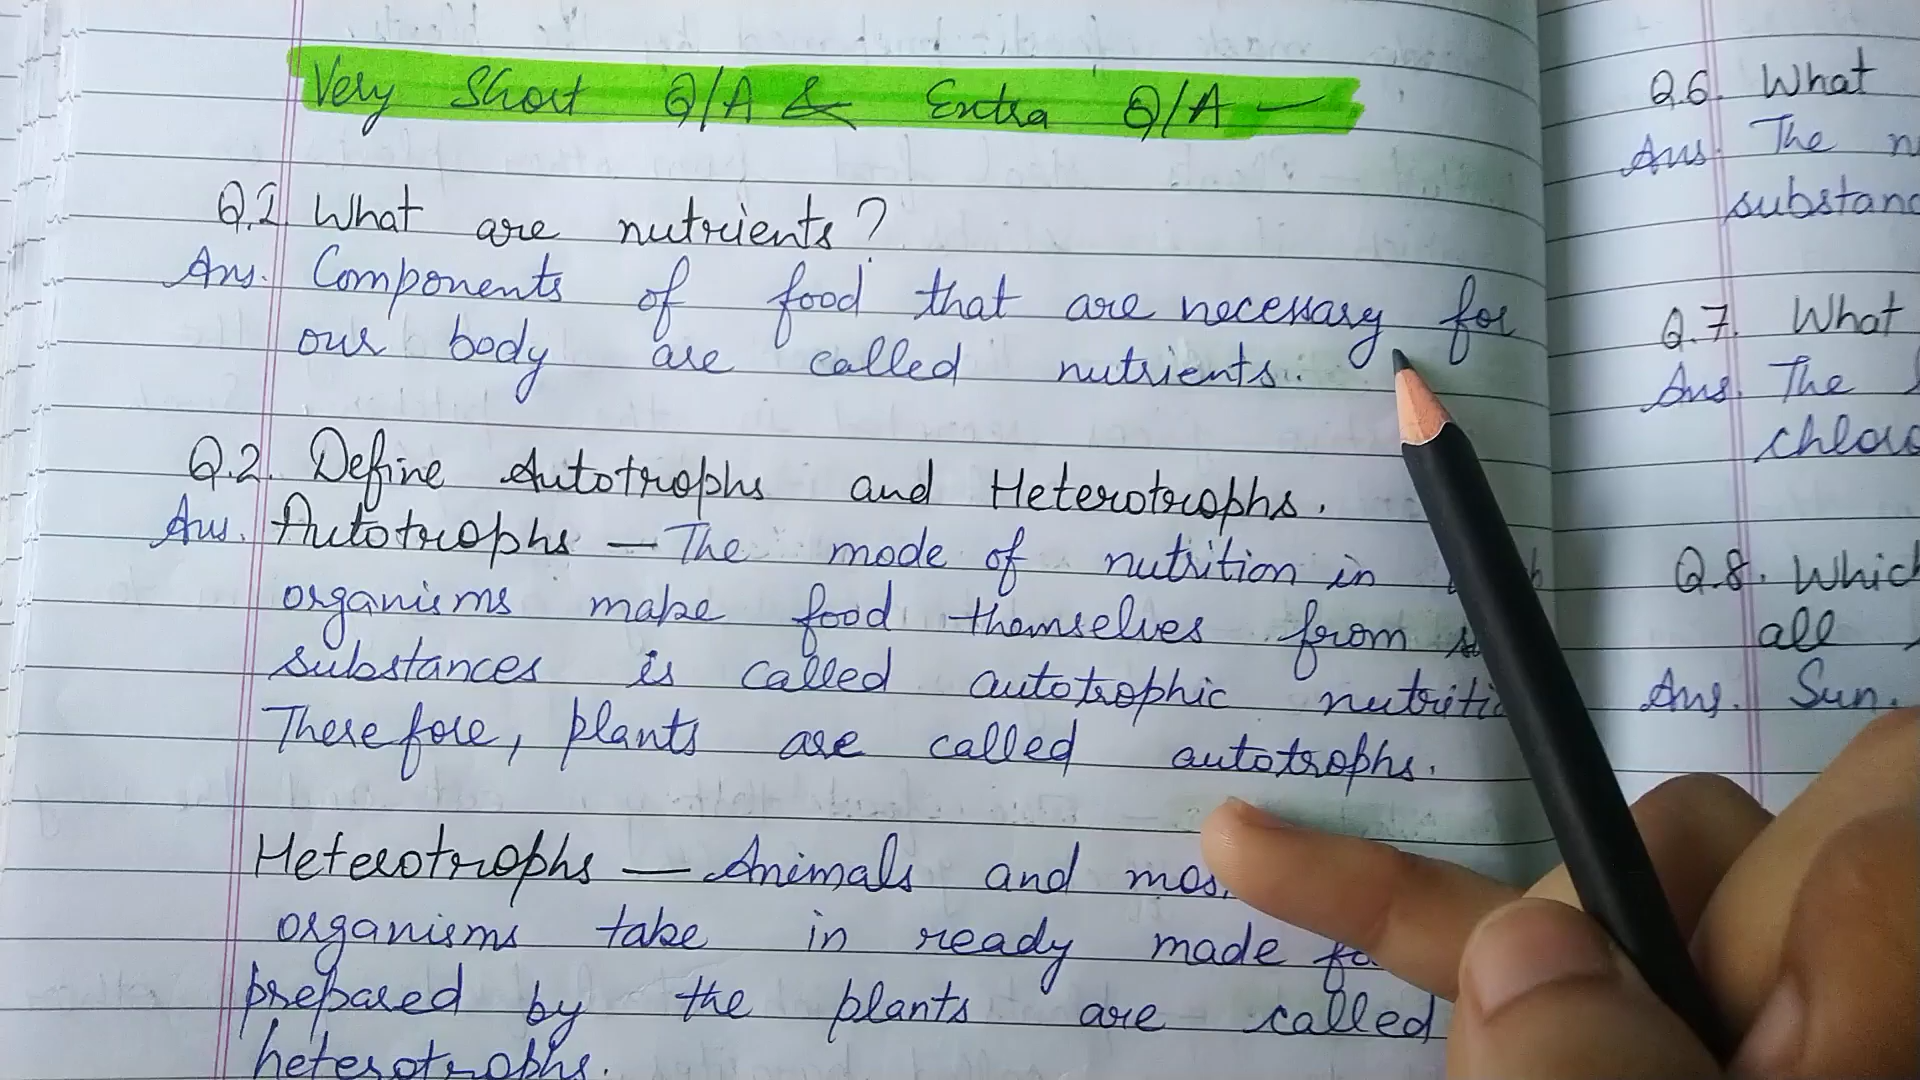 Very Short Q/A & Extra Q/A —
Q.1 What are nutrients?
Ans. Components of food that are necessary for
our body are called nutrients.
Q.2. Define Autotrophs and Heterotrophs.
Ans. Autotrophs — The mode of nutrition in
organisms make food themselves from
substances is called autotrophic
Therefore, plants are called autotrophs.
Heterotrophs — Animals and
organisms take in ready made
prepared by the plants are called
heterotrophs.
Q.6. What
Ans. The
Q.7. What
Ans. The
Q.8. Which
all
Ans. Sun.